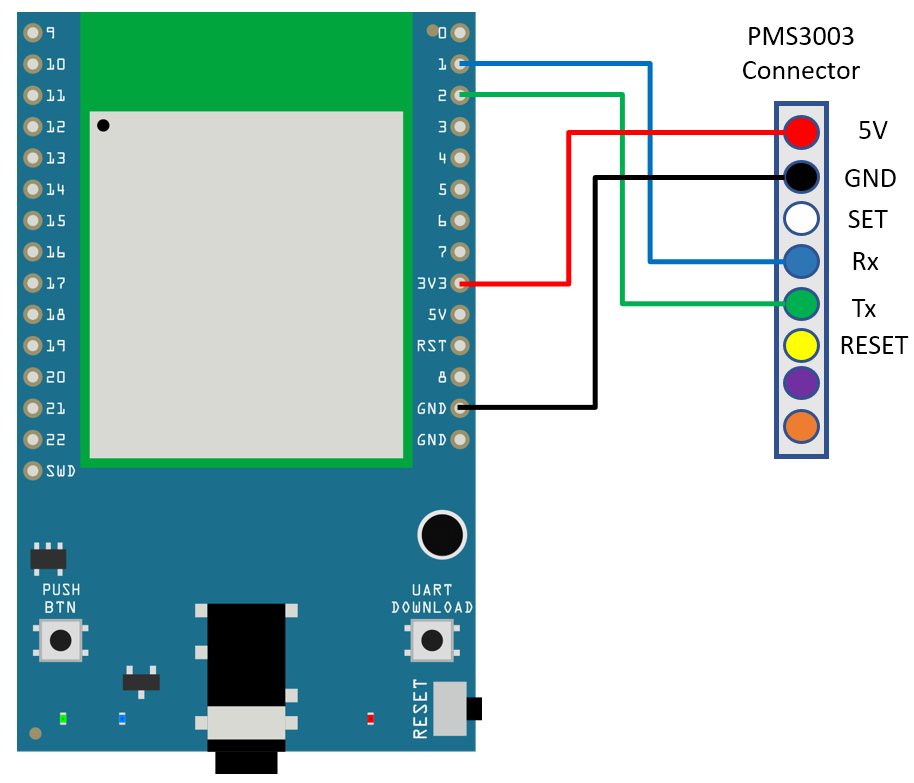 9
10
11
12
13
14
15
16
17
18
19
20
21
22
SWD
0
1
2
3
4
5
6
7
3V3
5V
RST
8
GND
GND
PUSH
BTN
UART
DOWNLOAD
RESET
PMS3003
Connector
5V
GND
SET
Rx
Tx
RESET